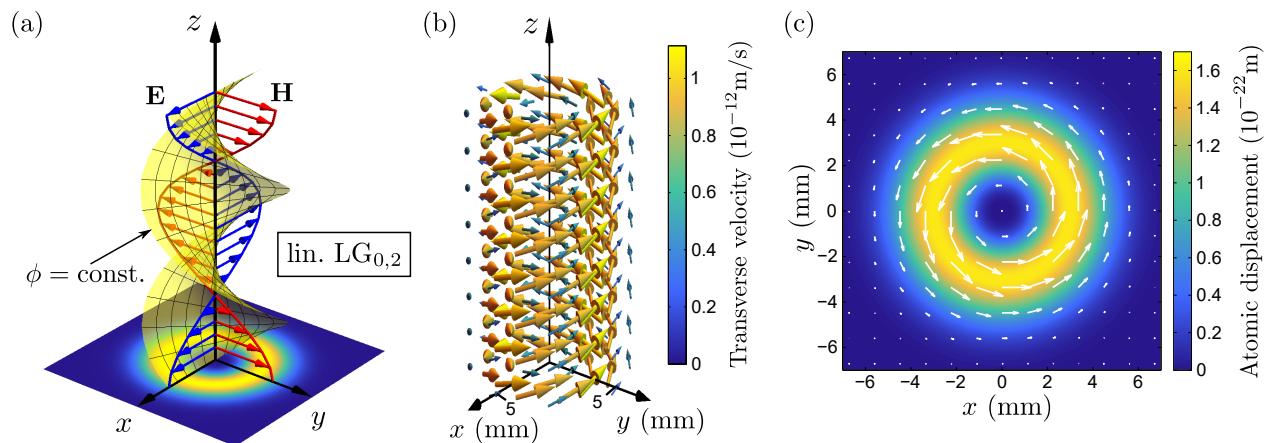 (a)
z
E
H
ϕ = const.
lin. LG₀,₂
x
y
(b)
z
x (mm)
5
5
y (mm)
1
0.8
0.6
0.4
0.2
0
Transverse velocity (10⁻¹²m/s)
(c)
6
4
2
0
−2
−4
−6
y (mm)
−6
−4
−2
0
2
4
6
x (mm)
1.6
1.4
1.2
1
0.8
0.6
0.4
0.2
0
Atomic displacement (10⁻²²m)